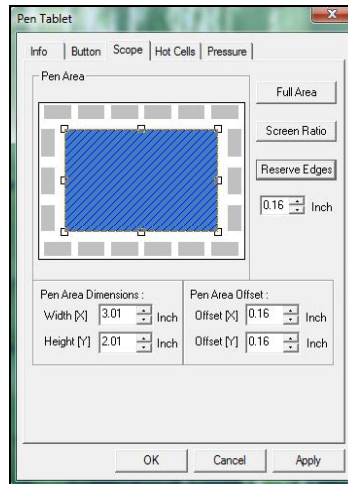 Pen Tablet
Info Button Scope Hot Cells Pressure
Pen Area
Full Area
Screen Ratio
Reserve Edges
0.16 Inch
Pen Area Dimensions :
Width [X] 3.01 Inch
Height [Y] 2.01 Inch
Pen Area Offset :
Offset [X] 0.16 Inch
Offset [Y] 0.16 Inch
OK Cancel Apply